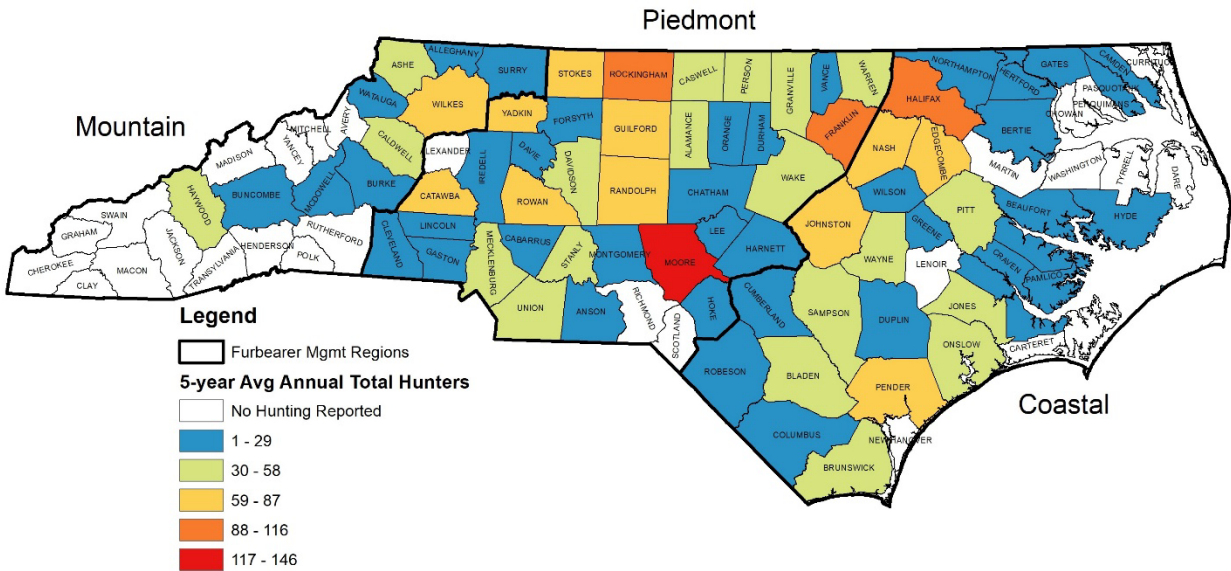 Piedmont
Mountain
Coastal
ASHE
ALLEGHANY
SURRY
STOKES
ROCKINGHAM
CASWELL
PERSON
GRANVILLE
VANCE
WARREN
NORTHAMPTON
HERTFORD
GATES
CAMDEN
CURRITUCK
PASQUOTANK
PERQUIMANS
CHOWAN
HALIFAX
BERTIE
WATAUGA
WILKES
YADKIN
FORSYTH
GUILFORD
ALAMANCE
ORANGE
DURHAM
FRANKLIN
NASH
EDGECOMBE
MARTIN
WASHINGTON
TYRRELL
DARE
AVERY
MITCHELL
YANCEY
MADISON
CALDWELL
ALEXANDER
IREDELL
DAVIE
DAVIDSON
RANDOLPH
CHATHAM
WAKE
JOHNSTON
WILSON
GREENE
PITT
BEAUFORT
HYDE
HAYWOOD
BUNCOMBE
MCDOWELL
BURKE
CATAWBA
ROWAN
SWAIN
GRAHAM
CHEROKEE
CLAY
MACON
JACKSON
TRANSYLVANIA
HENDERSON
POLK
RUTHERFORD
CLEVELAND
LINCOLN
GASTON
MECKLENBURG
CABARRUS
STANLY
MONTGOMERY
MOORE
LEE
HARNETT
WAYNE
LENOIR
CRAVEN
PAMLICO
UNION
ANSON
RICHMOND
SCOTLAND
HOKE
CUMBERLAND
SAMPSON
DUPLIN
JONES
ONSLOW
CARTERET
ROBESON
BLADEN
PENDER
COLUMBUS
NEW HANOVER
BRUNSWICK
Legend
Furbearer Mgmt Regions
5-year Avg Annual Total Hunters
No Hunting Reported
1 - 29
30 - 58
59 - 87
88 - 116
117 - 146